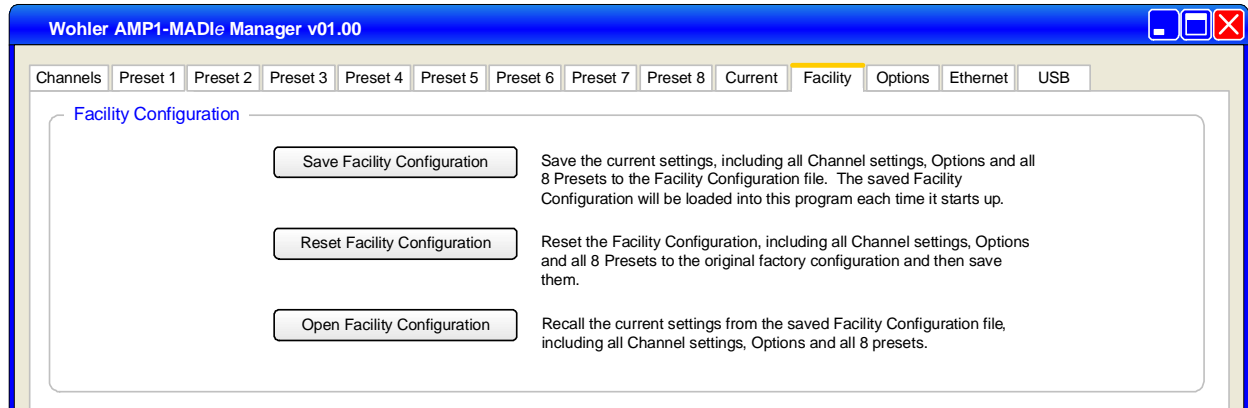 Wohler AMP1-MADIe Manager v01.00
Channels Preset 1 Preset 2 Preset 3 Preset 4 Preset 5 Preset 6 Preset 7 Preset 8 Current Facility Options Ethernet USB
Facility Configuration
Save Facility Configuration
Save the current settings, including all Channel settings, Options and all
8 Presets to the Facility Configuration file. The saved Facility
Configuration will be loaded into this program each time it starts up.
Reset Facility Configuration
Reset the Facility Configuration, including all Channel settings, Options
and all 8 Presets to the original factory configuration and then save
them.
Open Facility Configuration
Recall the current settings from the saved Facility Configuration file,
including all Channel settings, Options and all 8 presets.